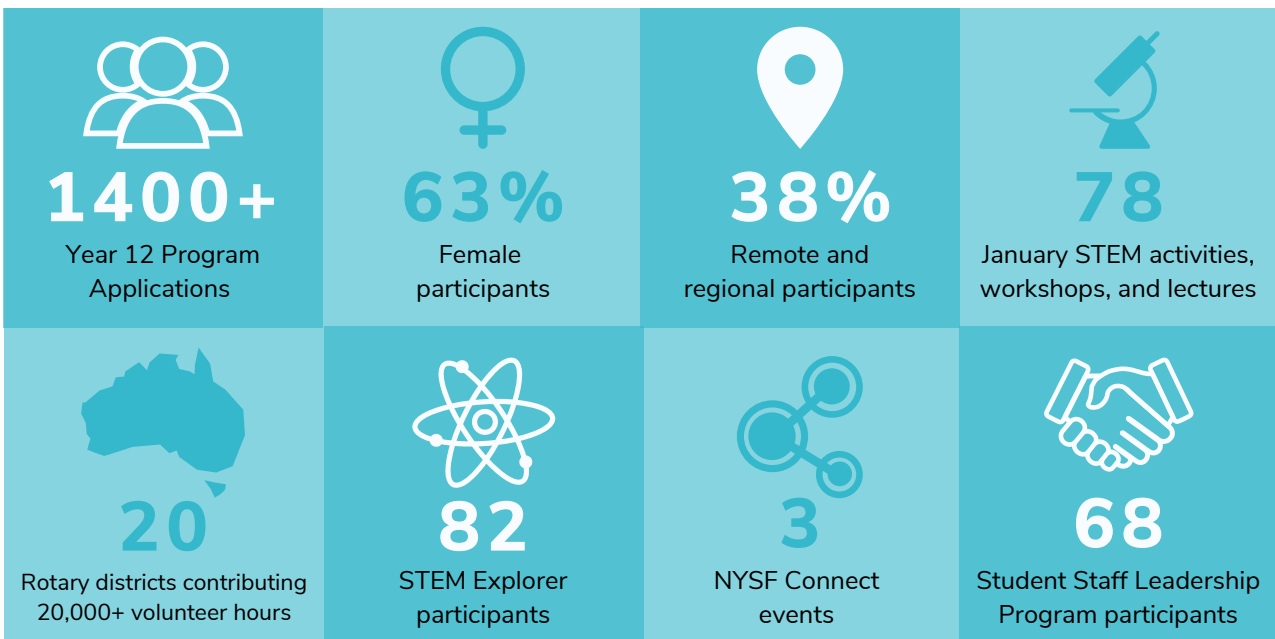 1400+
Year 12 Program
Applications
63%
Female
participants
38%
Remote and
regional participants
78
January STEM activities,
workshops, and lectures
20
Rotary districts contributing
20,000+ volunteer hours
82
STEM Explorer
participants
3
NYSF Connect
events
68
Student Staff Leadership
Program participants